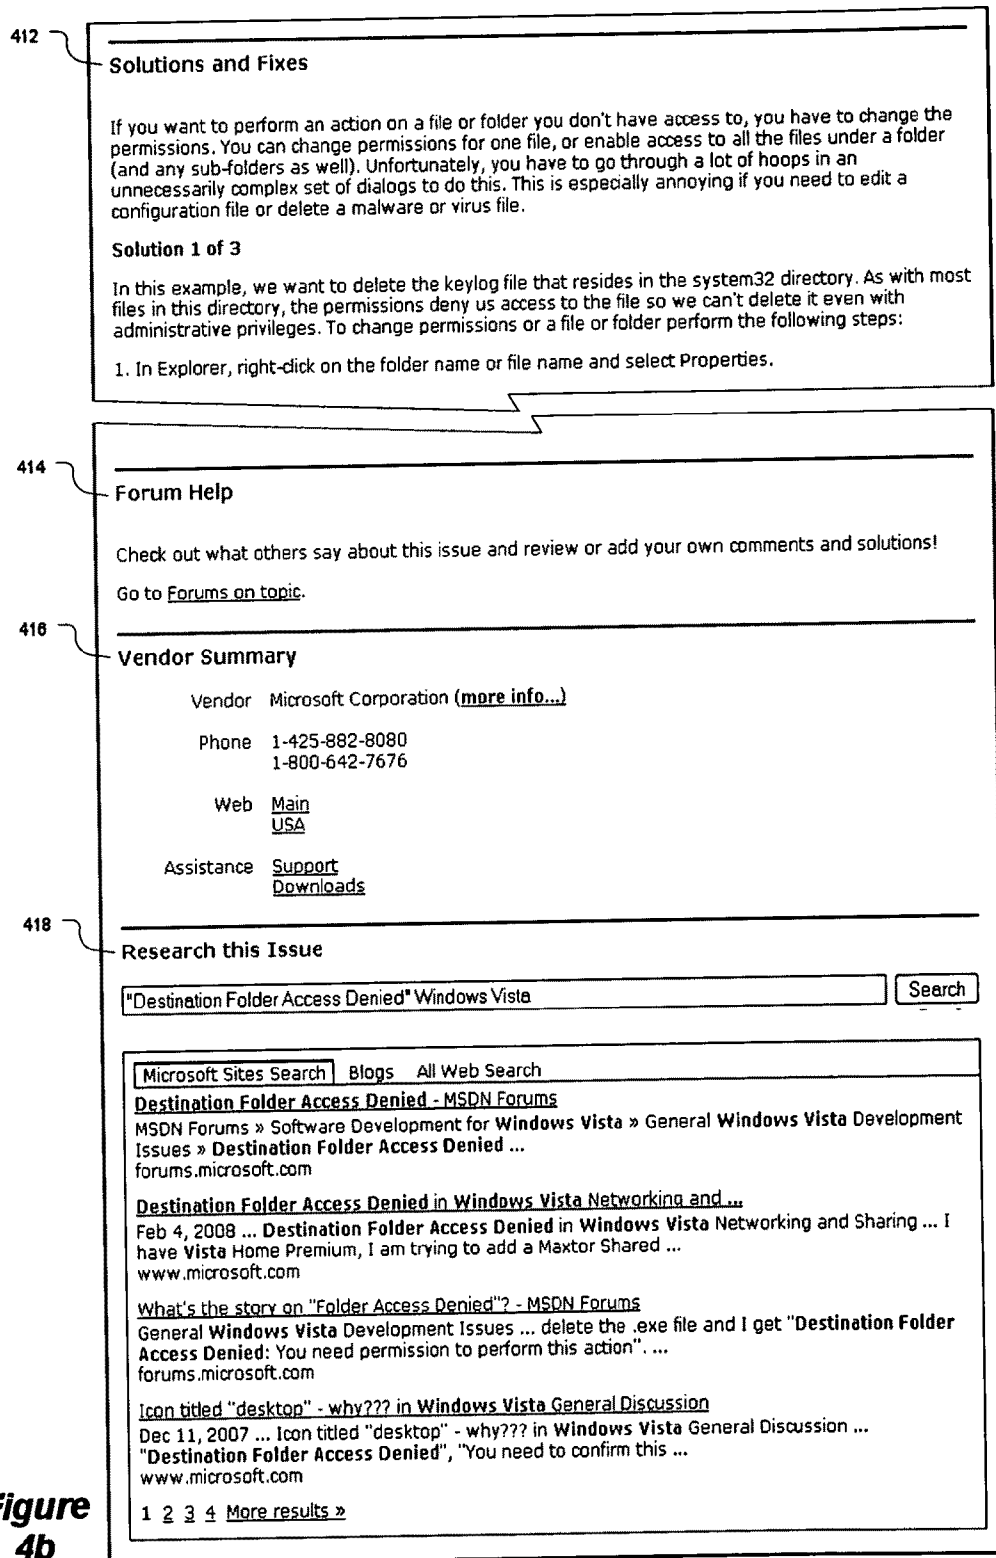 412
Solutions and Fixes
If you want to perform an action on a file or folder you don't have access to, you have to change the
permissions. You can change permissions for one file, or enable access to all the files under a folder
(and any sub-folders as well). Unfortunately, you have to go through a lot of hoops in an
unnecessarily complex set of dialogs to do this. This is especially annoying if you need to edit a
configuration file or delete a malware or virus file.
Solution 1 of 3
In this example, we want to delete the keylog file that resides in the system32 directory. As with most
files in this directory, the permissions deny us access to the file so we can't delete it even with
administrative privileges. To change permissions or a file or folder perform the following steps:
1. In Explorer, right-click on the folder name or file name and select Properties.
414
Forum Help
Check out what others say about this issue and review or add your own comments and solutions!
Go to Forums on topic.
416
Vendor Summary
Vendor Microsoft Corporation (more info...)
Phone 1-425-882-8080
1-800-642-7676
Web Main
USA
Assistance Support
Downloads
418
Research this Issue
"Destination Folder Access Denied" Windows Vista Search
Microsoft Sites Search Blogs All Web Search
Destination Folder Access Denied - MSDN Forums
MSDN Forums » Software Development for Windows Vista » General Windows Vista Development
Issues » Destination Folder Access Denied ...
forums.microsoft.com
Destination Folder Access Denied in Windows Vista Networking and ...
Feb 4, 2008 ... Destination Folder Access Denied in Windows Vista Networking and Sharing ... I
have Vista Home Premium, I am trying to add a Maxtor Shared ...
www.microsoft.com
What's the story on "Folder Access Denied"? - MSDN Forums
General Windows Vista Development Issues ... delete the .exe file and I get "Destination Folder
Access Denied: You need permission to perform this action". ...
forums.microsoft.com
Icon titled "desktop" - why??? in Windows Vista General Discussion
Dec 11, 2007 ... Icon titled "desktop" - why??? in Windows Vista General Discussion ...
"Destination Folder Access Denied", "You need to confirm this ...
www.microsoft.com
1 2 3 4 More results »
Figure
4b